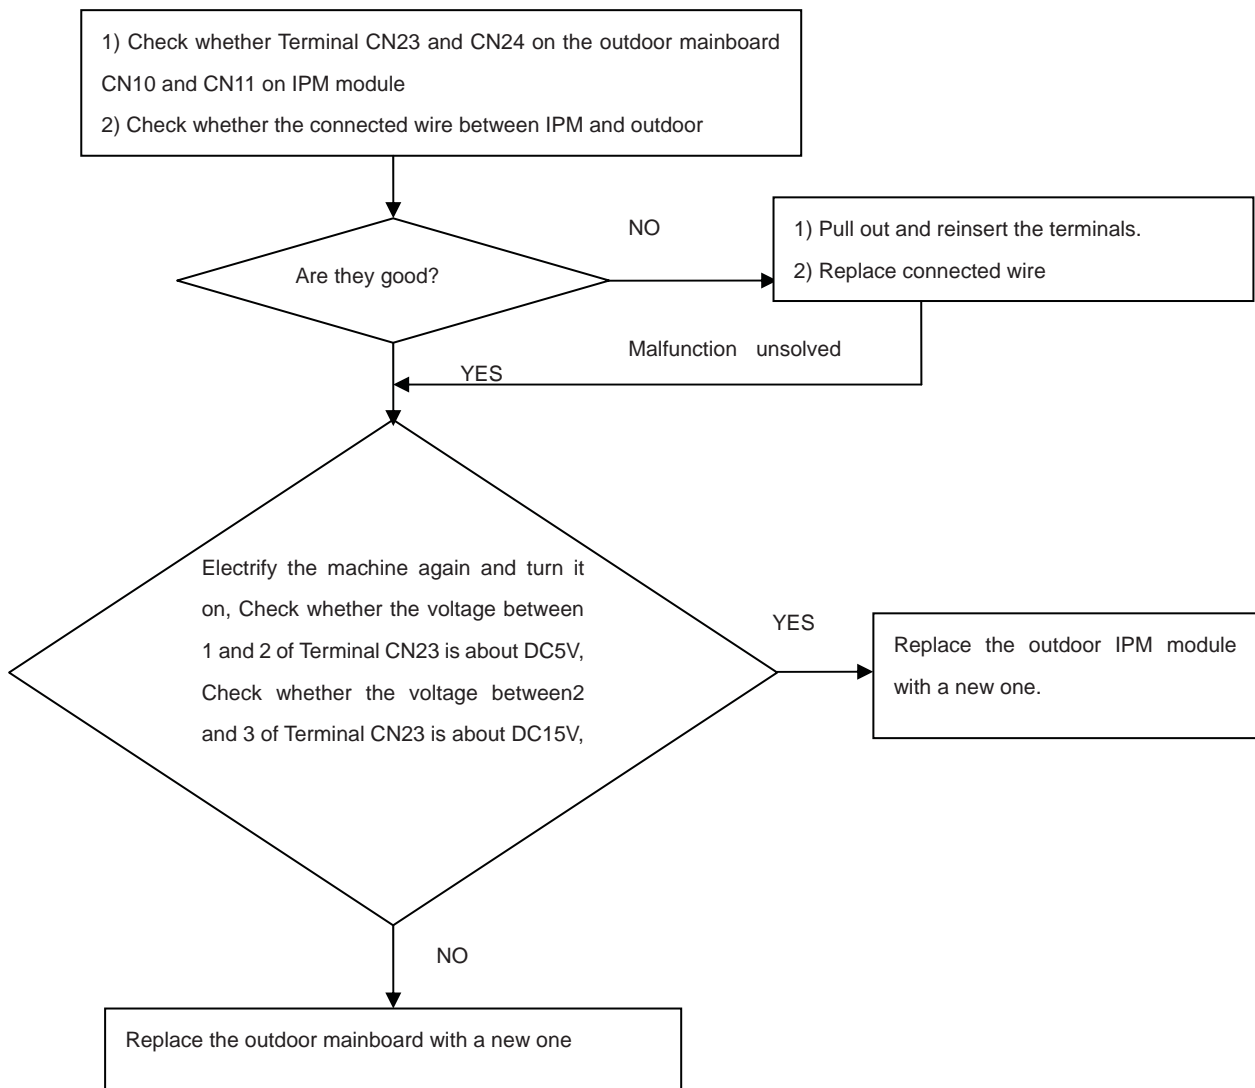 1) Check whether Terminal CN23 and CN24 on the outdoor mainboard
CN10 and CN11 on IPM module
2) Check whether the connected wire between IPM and outdoor
NO
1) Pull out and reinsert the terminals.
2) Replace connected wire
Are they good?
Malfunction unsolved
YES
Electrify the machine again and turn it
on, Check whether the voltage between
1 and 2 of Terminal CN23 is about DC5V,
Check whether the voltage between2
and 3 of Terminal CN23 is about DC15V,
YES
Replace the outdoor IPM module
with a new one.
NO
Replace the outdoor mainboard with a new one